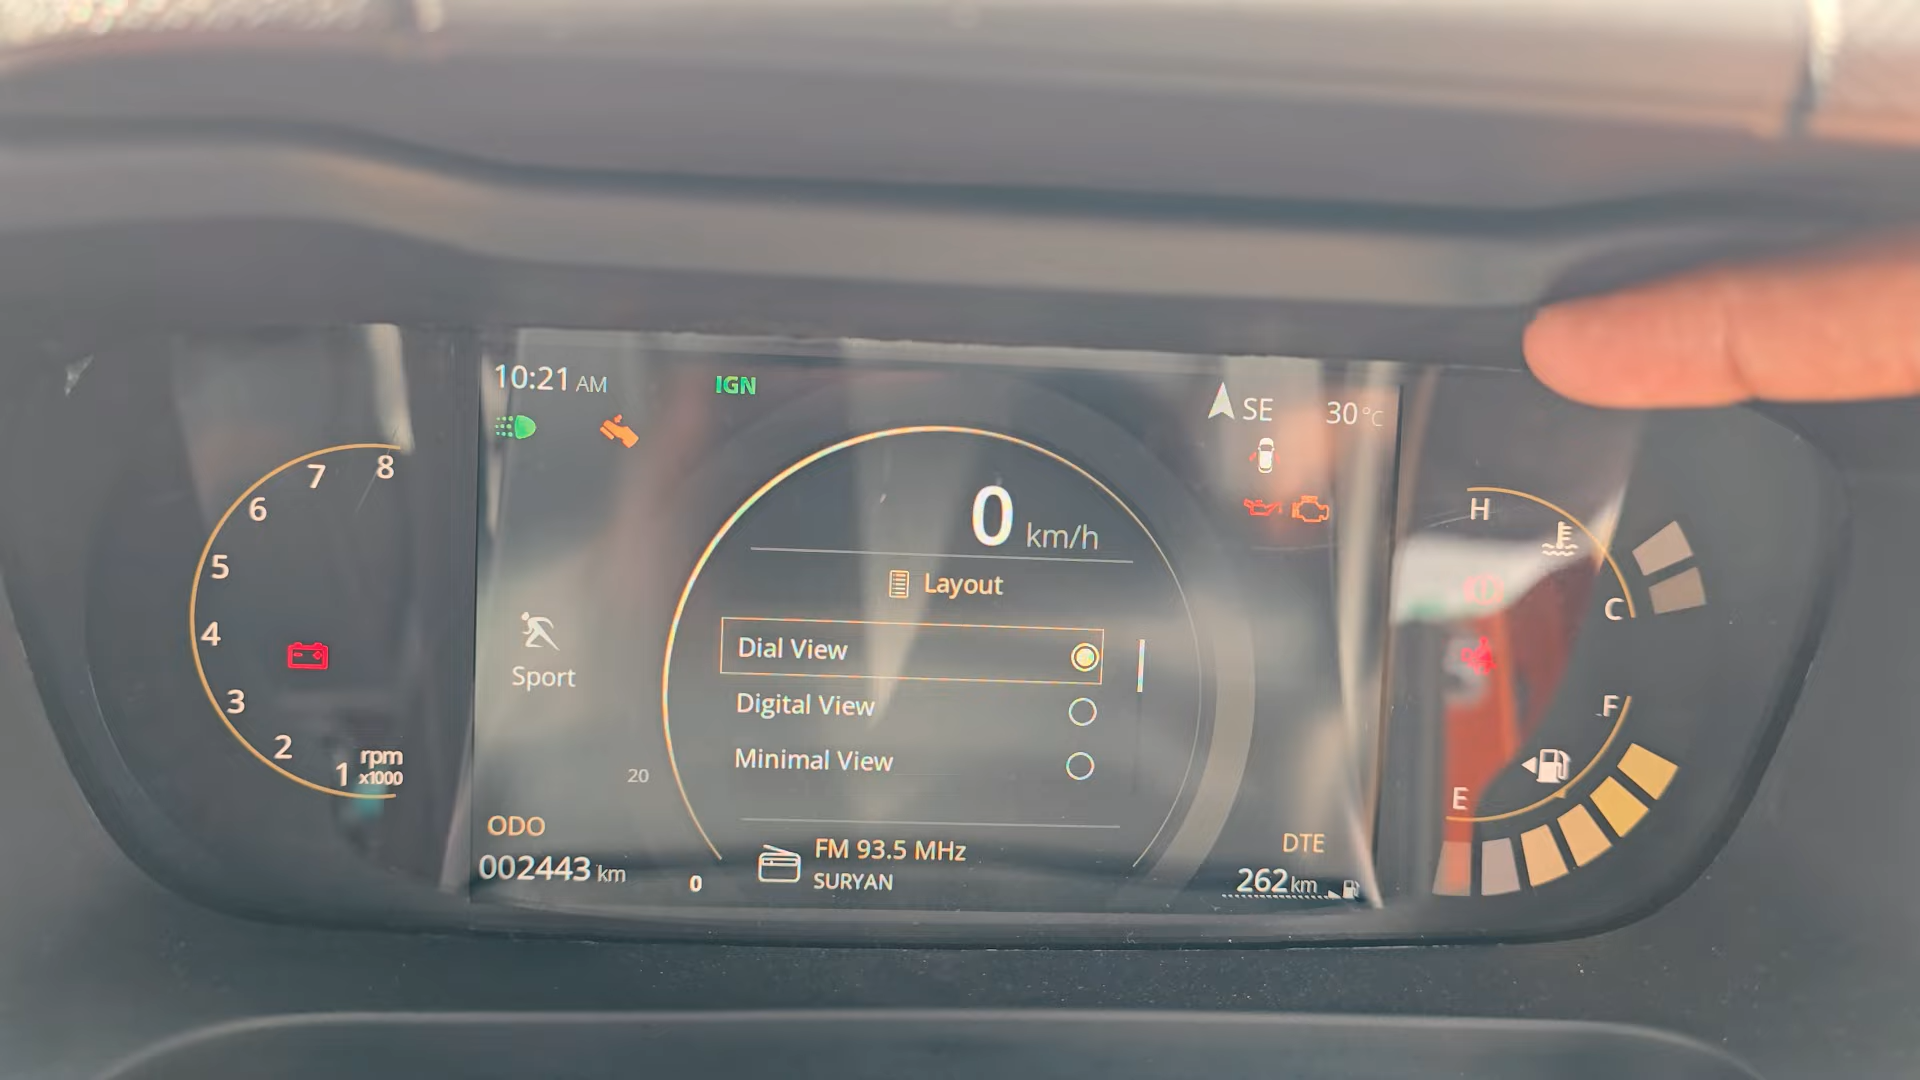 10:21 AM
IGN
SE
30°C
8
7
6
5
4
3
2
1
rpm
x1000
0 km/h
Layout
Dial View
Digital View
Minimal View
Sport
20
0
ODO
002443 km
FM 93.5 MHz
SURYAN
DTE
262 km
H
C
F
E